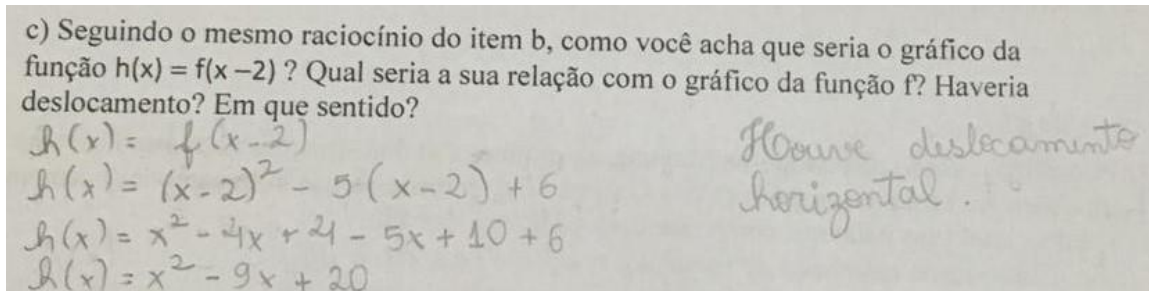 c) Seguindo o mesmo raciocínio do item b, como você acha que seria o gráfico da
função h(x) = f(x –2) ? Qual seria a sua relação com o gráfico da função f? Haveria
deslocamento? Em que sentido?
h(x) = f(x-2)
h(x) = (x-2)² - 5(x-2) + 6
h(x) = x² - 4x + 4 - 5x + 10 + 6
h(x) = x² - 9x + 20
Houve deslocamento
horizontal.